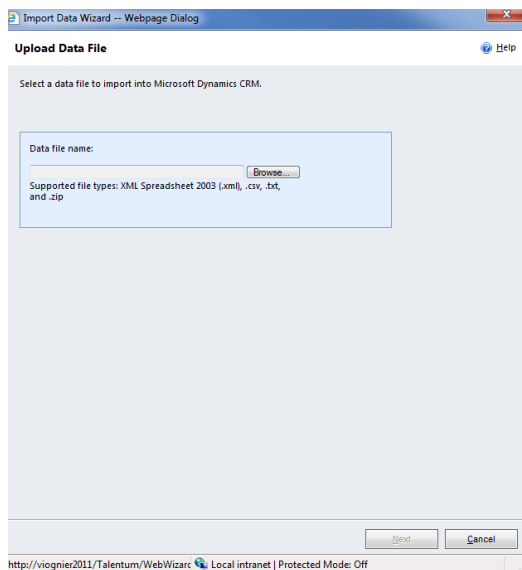 Import Data Wizard -- Webpage Dialog
Upload Data File
Help
Select a data file to import into Microsoft Dynamics CRM.
Data file name:
Browse...
Supported file types: XML Spreadsheet 2003 (.xml), .csv, .txt,
and .zip
Next
Cancel
http://viognier2011/Talentum/WebWizarc Local intranet | Protected Mode: Off